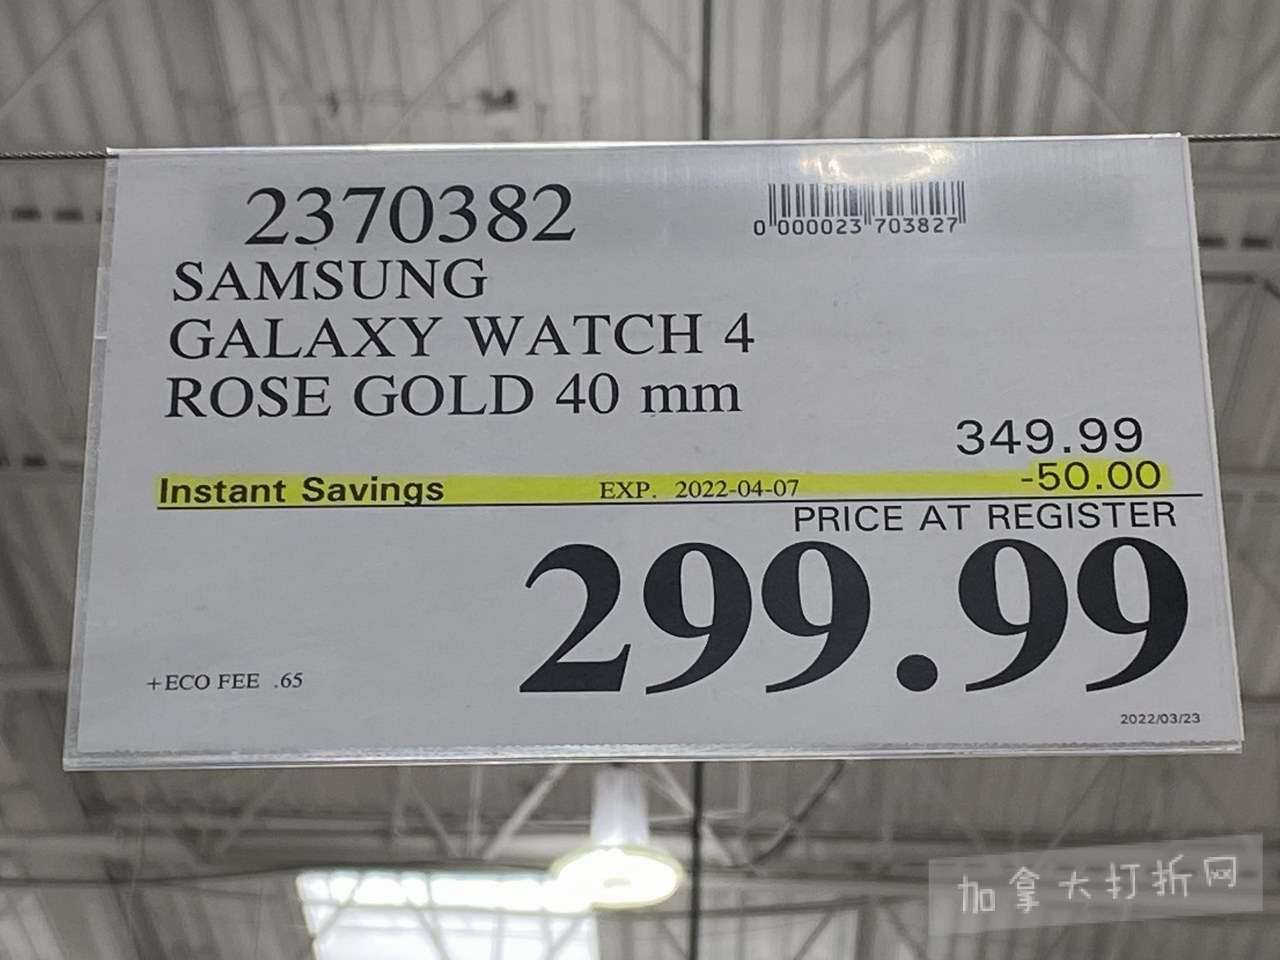 2370382
0 000023 703827
SAMSUNG
GALAXY WATCH 4
ROSE GOLD 40 mm
349.99
Instant Savings EXP. 2022-04-07 -50.00
PRICE AT REGISTER
299.99
+ECO FEE .65
2022/03/23
加拿大打折网